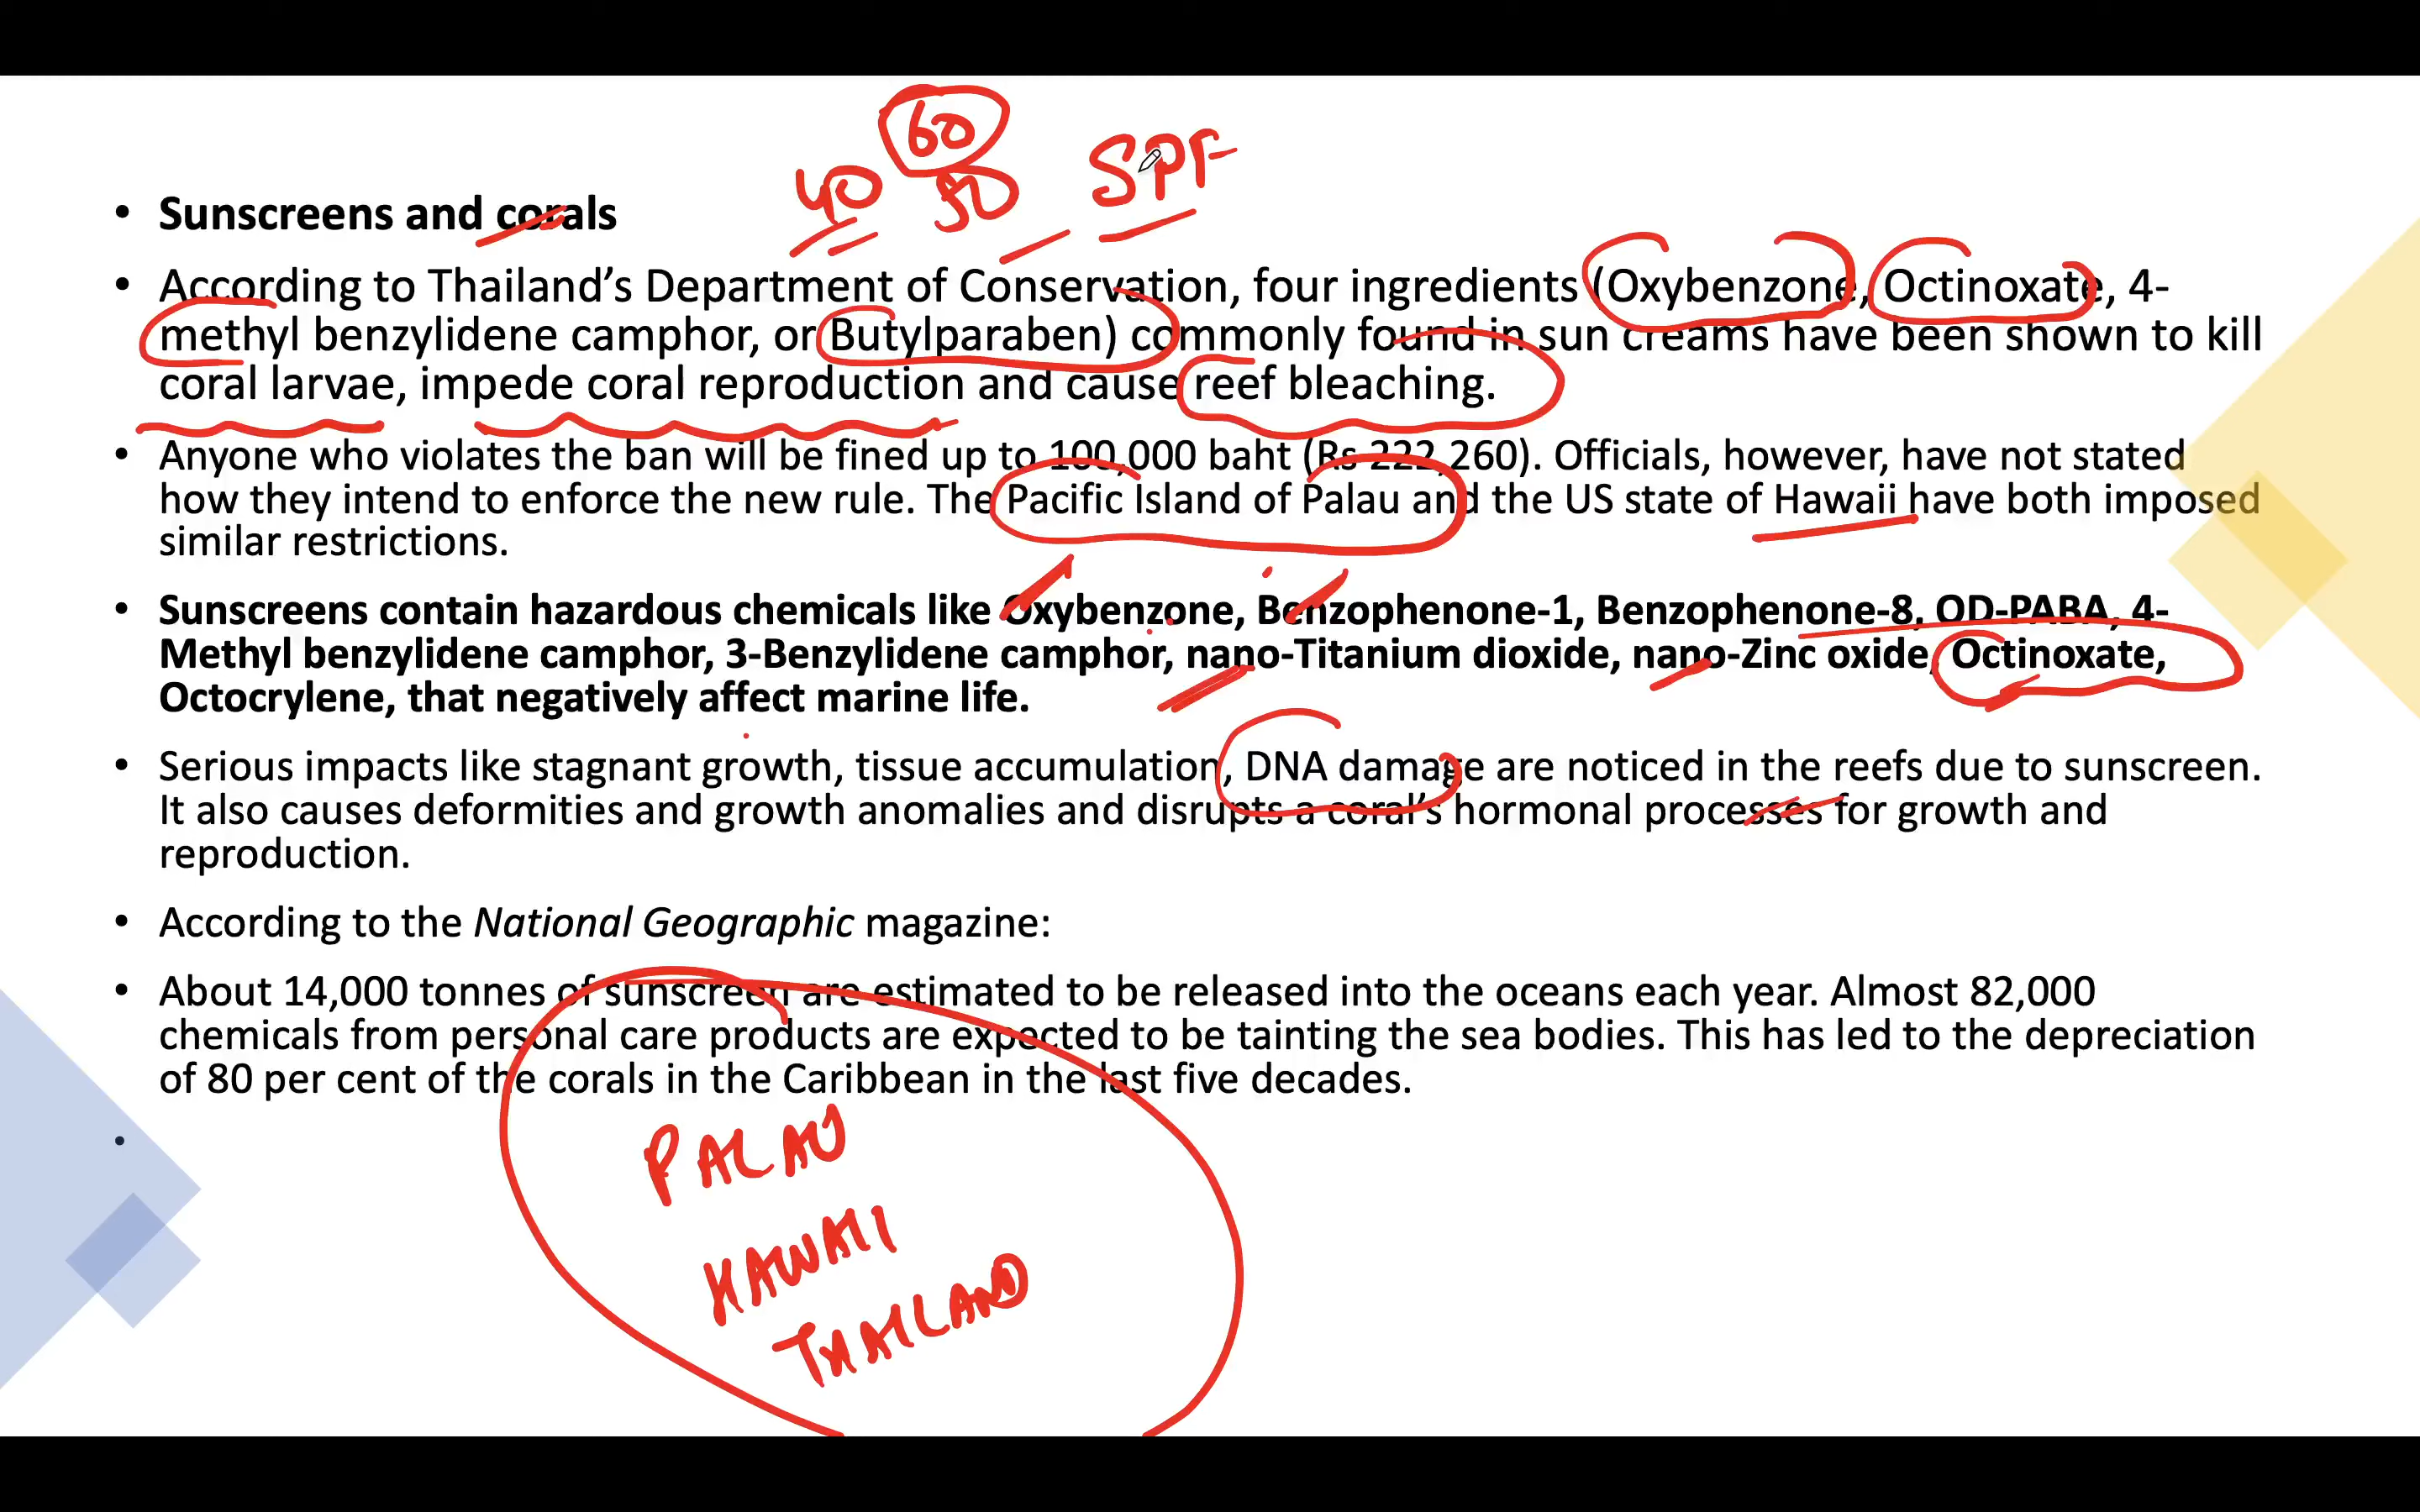 60
40 50 SPF
• Sunscreens and corals
• According to Thailand’s Department of Conservation, four ingredients (Oxybenzone, Octinoxate, 4-
methyl benzylidene camphor, or Butylparaben) commonly found in sun creams have been shown to kill
coral larvae, impede coral reproduction and cause reef bleaching.
• Anyone who violates the ban will be fined up to 100,000 baht (Rs 222,260). Officials, however, have not stated
how they intend to enforce the new rule. The Pacific Island of Palau and the US state of Hawaii have both imposed
similar restrictions.
• Sunscreens contain hazardous chemicals like Oxybenzone, Benzophenone-1, Benzophenone-8, OD-PABA, 4-
Methyl benzylidene camphor, 3-Benzylidene camphor, nano-Titanium dioxide, nano-Zinc oxide, Octinoxate,
Octocrylene, that negatively affect marine life.
• Serious impacts like stagnant growth, tissue accumulation, DNA damage are noticed in the reefs due to sunscreen.
It also causes deformities and growth anomalies and disrupts a coral’s hormonal processes for growth and
reproduction.
• According to the National Geographic magazine:
• About 14,000 tonnes of sunscreen are estimated to be released into the oceans each year. Almost 82,000
chemicals from personal care products are expected to be tainting the sea bodies. This has led to the depreciation
of 80 per cent of the corals in the Caribbean in the last five decades.
•
PALAU
HAWAII
THAILAND